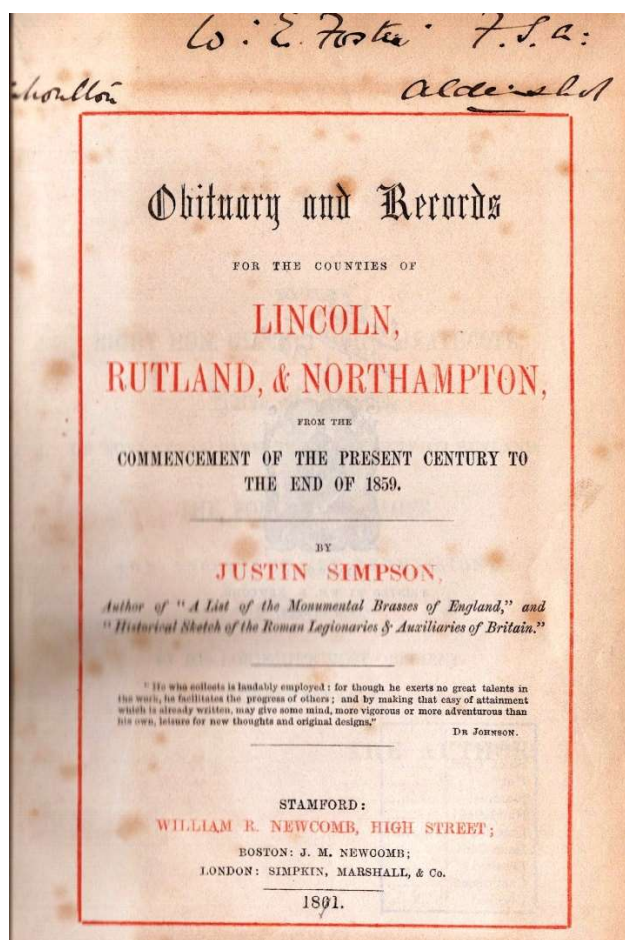 W: E. Foster F. S. A:
Aldershot
Obituary and Records
FOR THE COUNTIES OF
LINCOLN,
RUTLAND, & NORTHAMPTON,
FROM THE
COMMENCEMENT OF THE PRESENT CENTURY TO
THE END OF 1859.
BY
JUSTIN SIMPSON,
Author of "A List of the Monumental Brasses of England," and
"Historical Sketch of the Roman Legionaries & Auxiliaries of Britain."
"He who collects is laudably employed: for though he exerts no great talents in
the work, he facilitates the progress of others; and by making that easy of attainment
which is already written, may give some mind, more vigorous or more adventurous than
his own, leisure for new thoughts and original designs."
DR JOHNSON.
STAMFORD:
WILLIAM R. NEWCOMB, HIGH STREET;
BOSTON: J. M. NEWCOMB;
LONDON: SIMPKIN, MARSHALL, & Co.
1861.